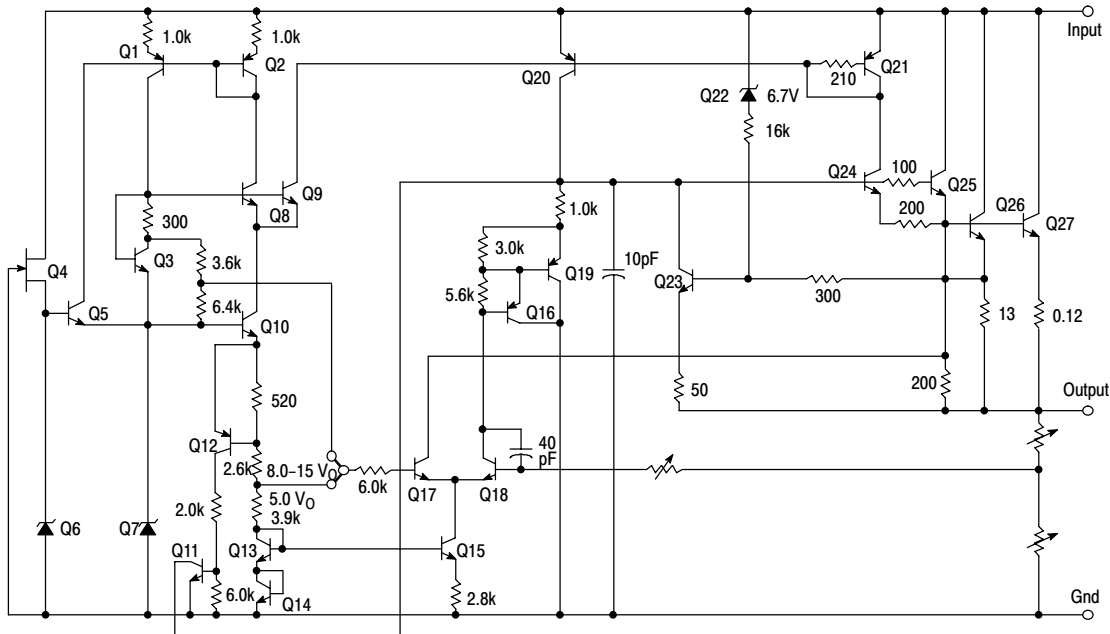 Input
1.0k
1.0k
Q1
Q2
Q20
Q21
210
Q22
6.7V
16k
Q9
Q8
Q24
100
Q25
Q26
Q27
200
300
1.0k
Q3
3.6k
3.0k
Q19
10pF
Q4
Q23
300
5.6k
Q5
6.4k
Q10
Q16
13
0.12
520
50
200
Output
Q12
2.6k
8.0–15 VO
40
pF
6.0k
Q17
Q18
5.0 VO
2.0k
3.9k
Q6
Q7
Q11
Q13
Q15
6.0k
Q14
2.8k
Gnd